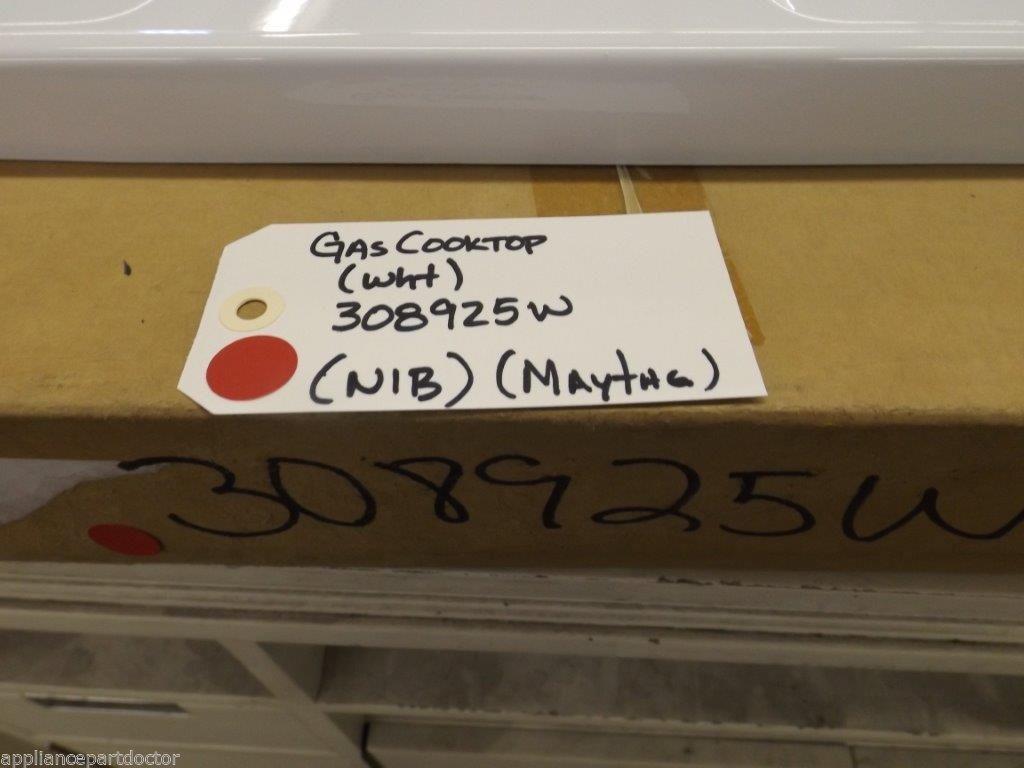 Gas Cooktop
(Wht)
308925W
(NIB) (Maytag)
308925W
appliancepartdoctor